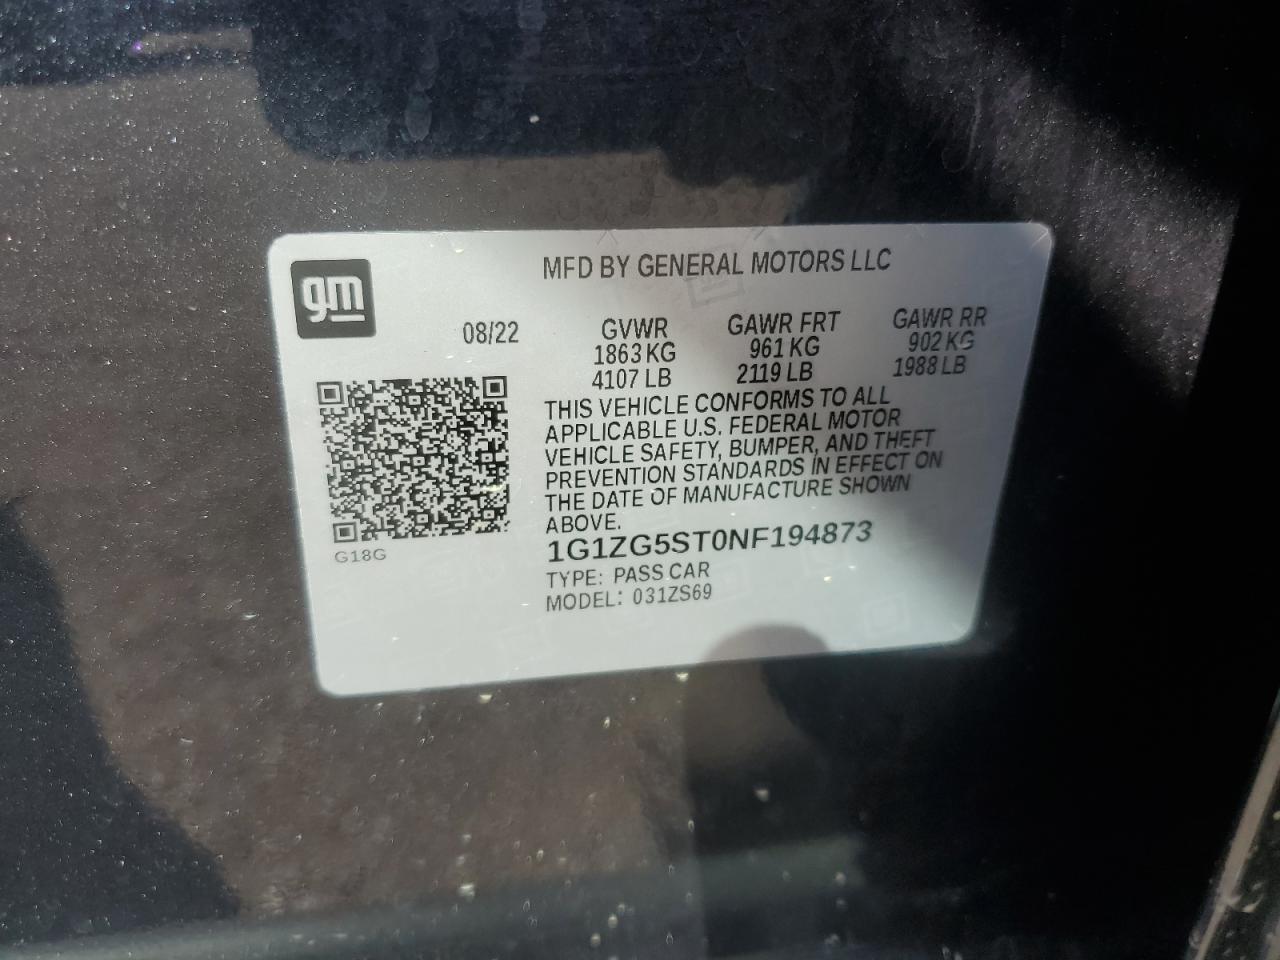 gm
MFD BY GENERAL MOTORS LLC
08/22
GVWR
1863 KG
4107 LB
GAWR FRT
961 KG
2119 LB
GAWR RR
902 KG
1988 LB
THIS VEHICLE CONFORMS TO ALL
APPLICABLE U.S. FEDERAL MOTOR
VEHICLE SAFETY, BUMPER, AND THEFT
PREVENTION STANDARDS IN EFFECT ON
THE DATE OF MANUFACTURE SHOWN
ABOVE.
1G1ZG5ST0NF194873
TYPE: PASS CAR
MODEL: 031ZS69
G18G